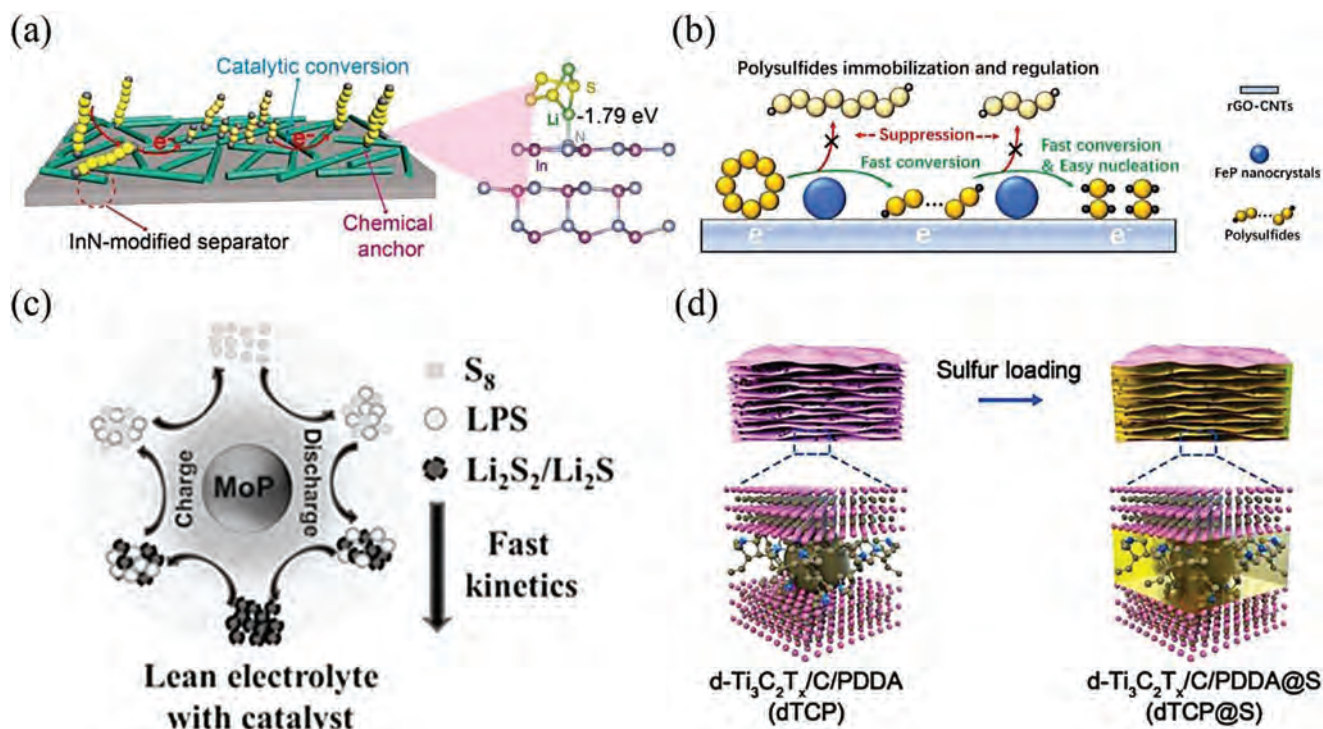 (a)
Catalytic conversion
e⁻
e⁻
InN-modified separator
Chemical
anchor
S
Li
-1.79 eV
N
In
(b)
Polysulfides immobilization and regulation
Suppression
Fast conversion
Fast conversion
& Easy nucleation
e⁻
e⁻
e⁻
rGO-CNTs
FeP nanocrystals
Polysulfides
(c)
S₈
LPS
Li₂S₂/Li₂S
Charge
MoP
Discharge
Fast
kinetics
Lean electrolyte
with catalyst
(d)
Sulfur loading
d-Ti₃C₂Tₓ/C/PDDA
(dTCP)
d-Ti₃C₂Tₓ/C/PDDA@S
(dTCP@S)